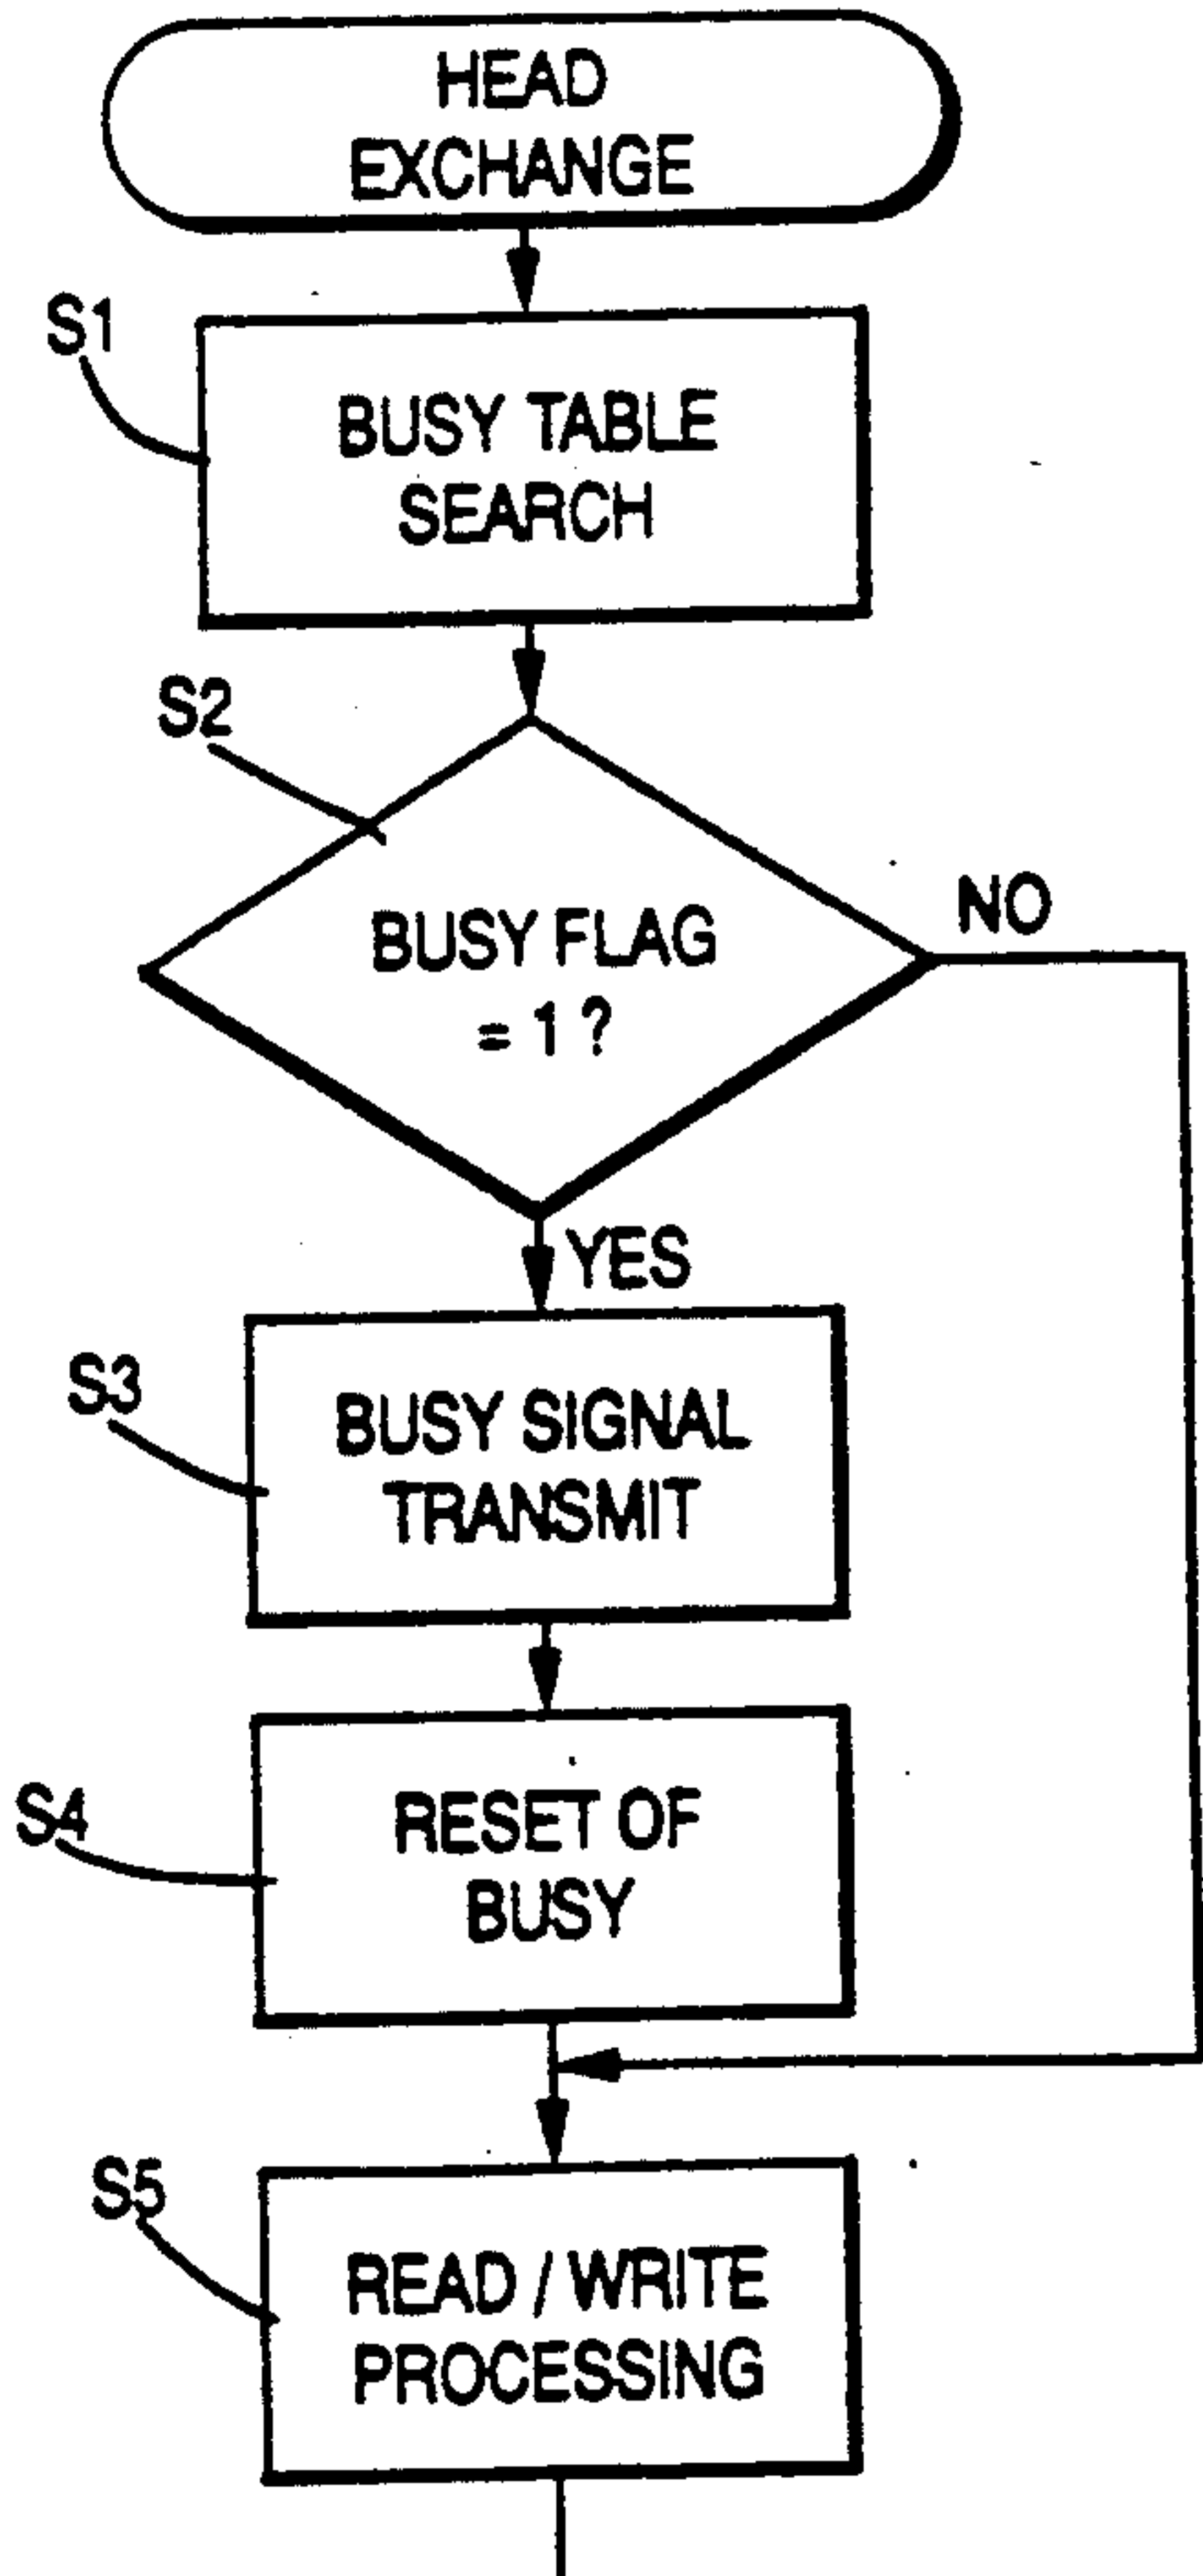 HEAD
EXCHANGE
S1
BUSY TABLE
SEARCH
S2
BUSY FLAG
= 1 ?
NO
YES
S3
BUSY SIGNAL
TRANSMIT
S4
RESET OF
BUSY
S5
READ / WRITE
PROCESSING